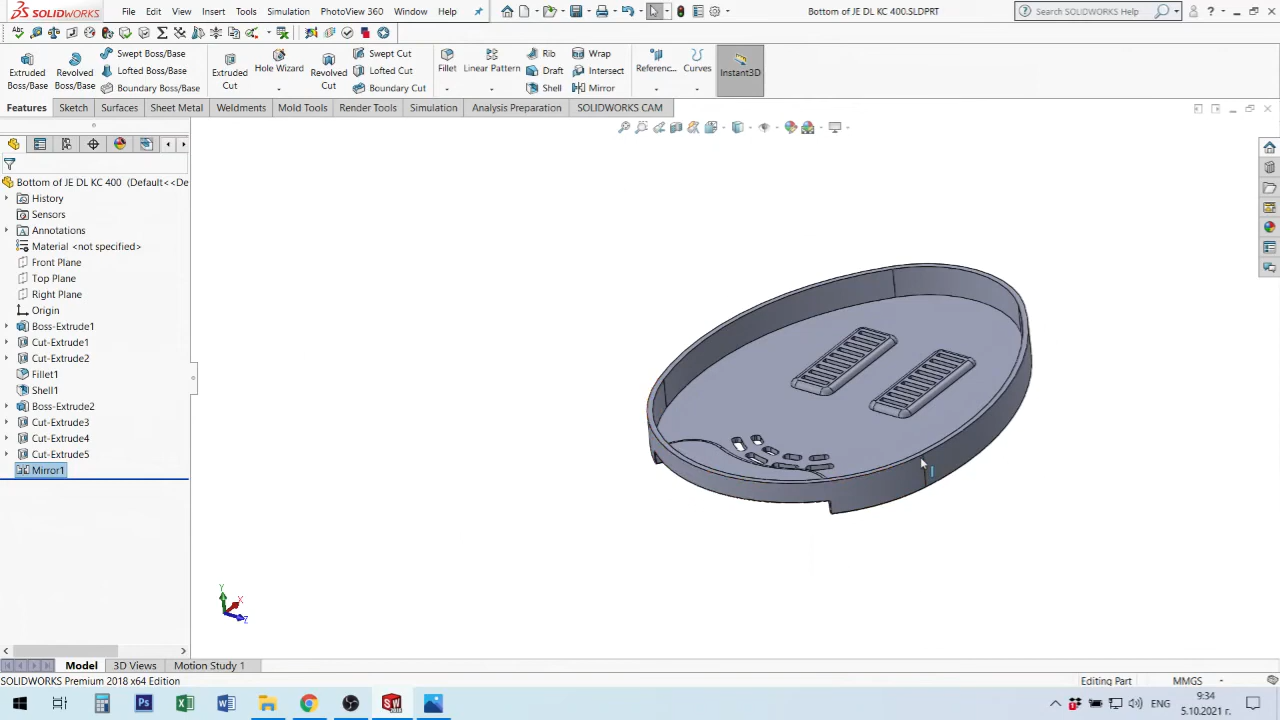 SOLIDWORKS File Edit View Insert Tools Simulation PhotoView 360 Window Help Bottom of JE DL KC 400.SLDPRT Search SOLIDWORKS Help
Extruded Boss/Base
Revolved Boss/Base
Swept Boss/Base
Lofted Boss/Base
Boundary Boss/Base
Extruded Cut
Hole Wizard
Revolved Cut
Swept Cut
Lofted Cut
Boundary Cut
Fillet
Linear Pattern
Rib
Draft
Shell
Wrap
Intersect
Mirror
Referenc...
Curves
Instant3D
Features Sketch Surfaces Sheet Metal Weldments Mold Tools Render Tools Simulation Analysis Preparation SOLIDWORKS CAM
Bottom of JE DL KC 400 (Default<<De
History
Sensors
Annotations
Material <not specified>
Front Plane
Top Plane
Right Plane
Origin
Boss-Extrude1
Cut-Extrude1
Cut-Extrude2
Fillet1
Shell1
Boss-Extrude2
Cut-Extrude3
Cut-Extrude4
Cut-Extrude5
Mirror1
Y
X
Z
Model 3D Views Motion Study 1
SOLIDWORKS Premium 2018 x64 Edition Editing Part MMGS
ENG 9:34
5.10.2021 г.